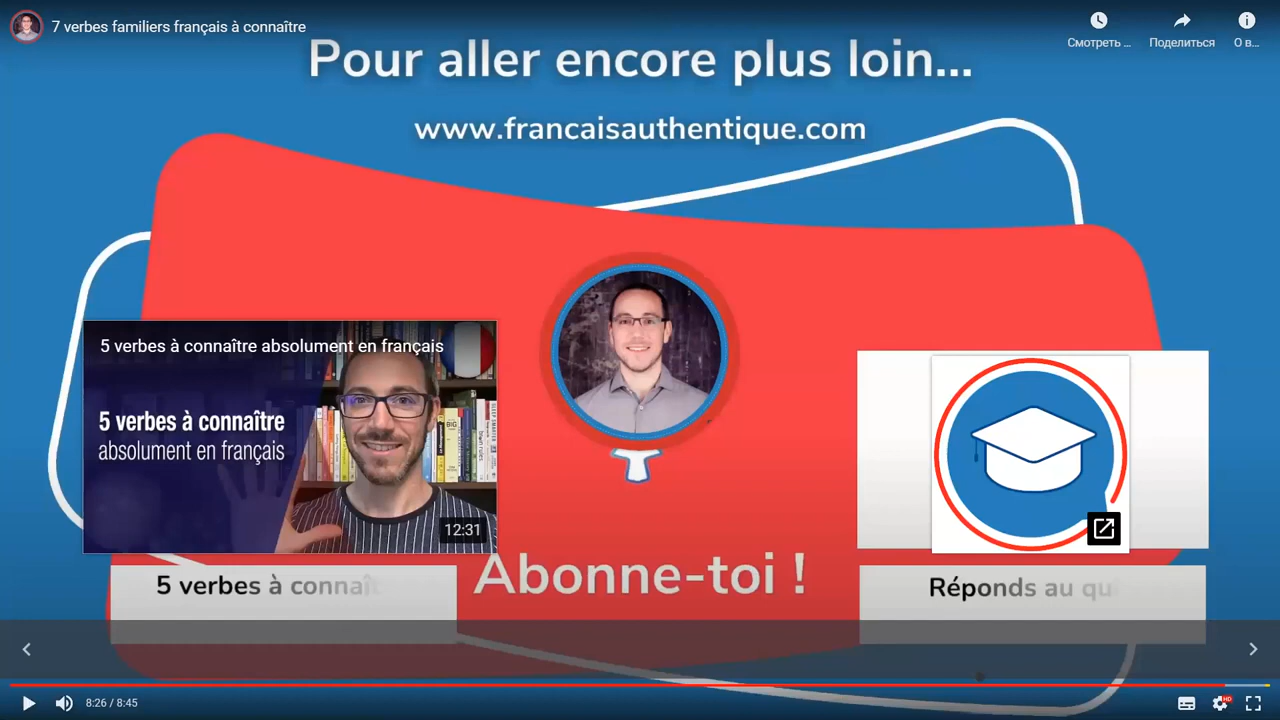 7 verbes familiers français à connaître
Смотреть ...
Поделиться
О в...
Pour aller encore plus loin...
www.francaisauthentique.com
5 verbes à connaître absolument en français
5 verbes à connaître
absolument en français
12:31
5 verbes à connaît
Abonne-toi !
Réponds au qu
8:26 / 8:45
HD